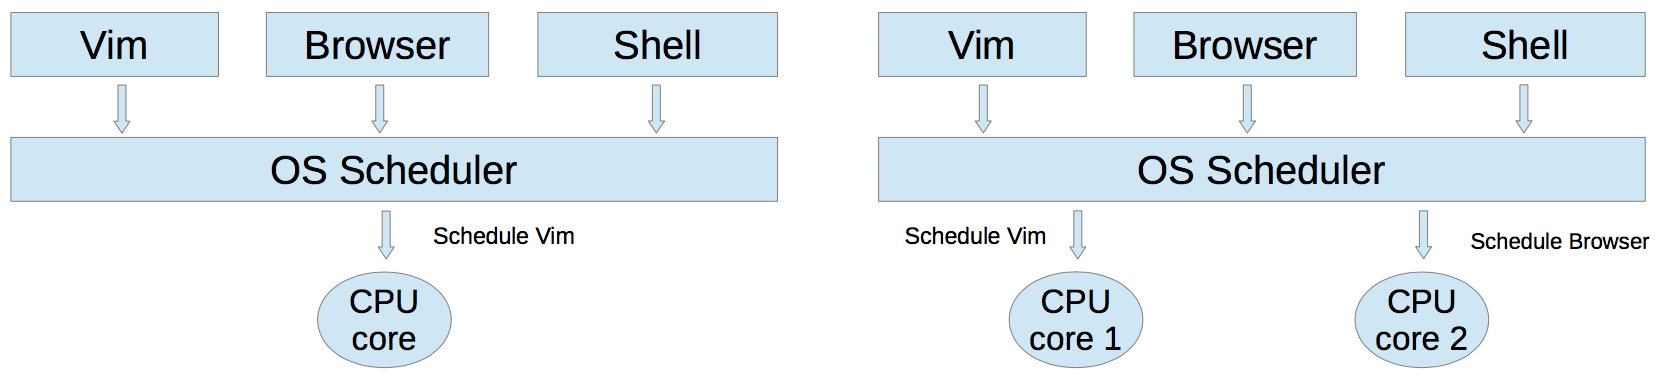 Vim
Browser
Shell
OS Scheduler
Schedule Vim
CPU
core
Vim
Browser
Shell
OS Scheduler
Schedule Vim
Schedule Browser
CPU
core 1
CPU
core 2